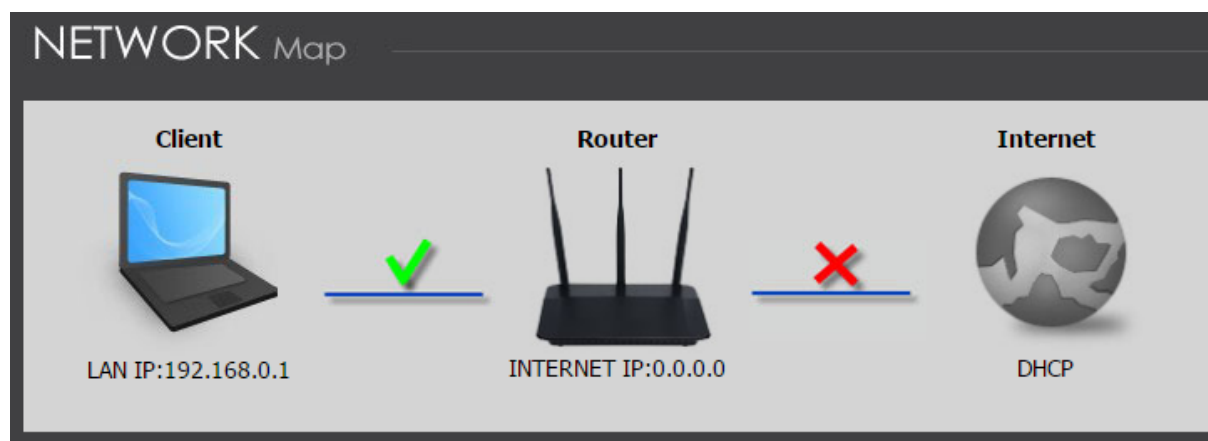 NETWORK Map
Client
Router
Internet
LAN IP:192.168.0.1
INTERNET IP:0.0.0.0
DHCP